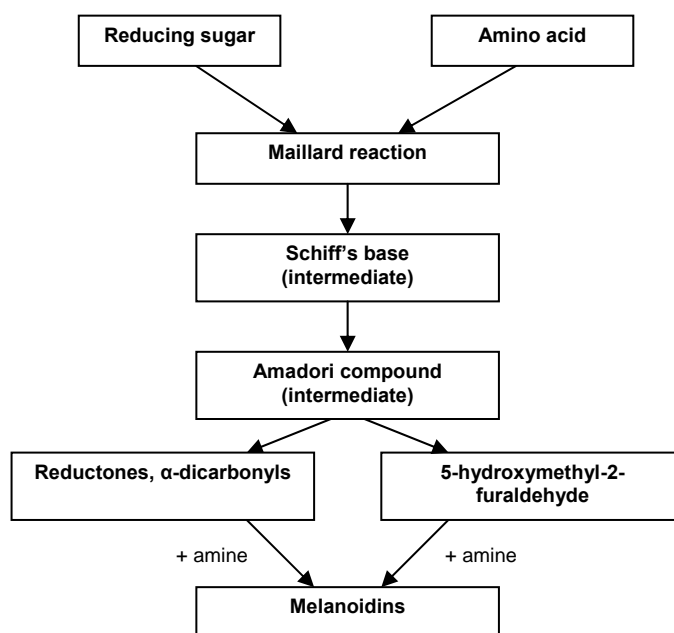 Reducing sugar
Amino acid
Maillard reaction
Schiff's base
(intermediate)
Amadori compound
(intermediate)
Reductones, α-dicarbonyls
5-hydroxymethyl-2-
furaldehyde
+ amine
+ amine
Melanoidins